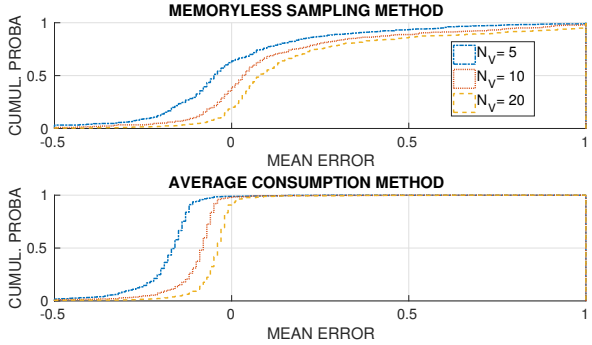 MEMORYLESS SAMPLING METHOD
CUMUL. PROBA
1
0.5
0
-0.5 0 0.5 1
MEAN ERROR
N_V= 5
N_V= 10
N_V= 20
AVERAGE CONSUMPTION METHOD
CUMUL. PROBA
1
0.5
0
-0.5 0 0.5 1
MEAN ERROR